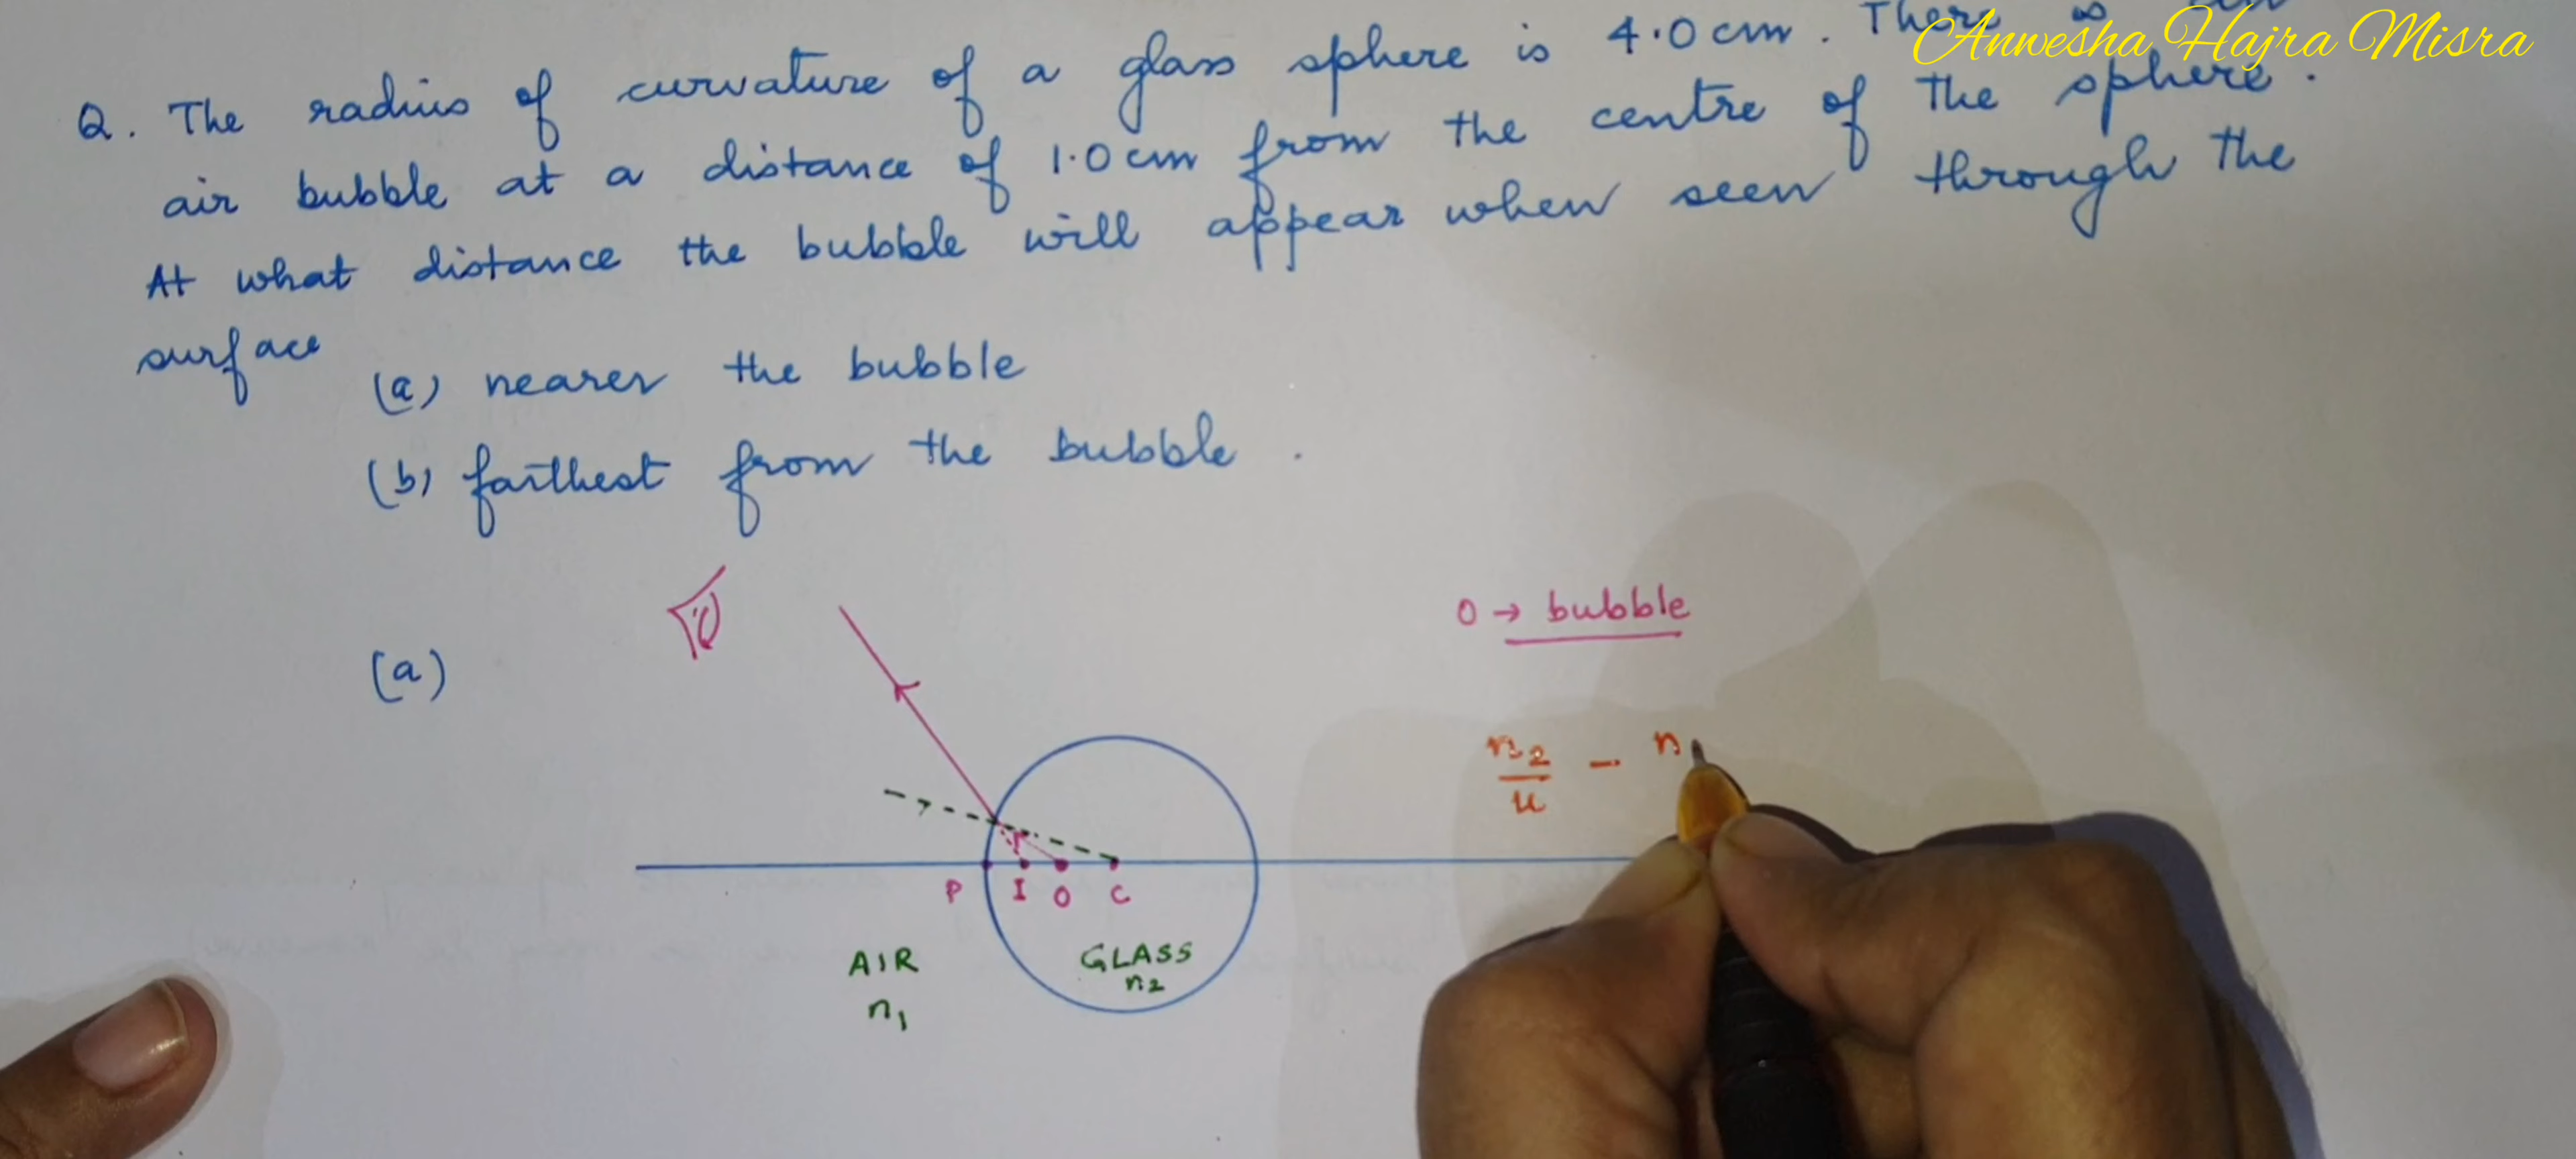 Anwesha Hajra Misra
Q. The radius of curvature of a glass sphere is 4.0 cm. There is
air bubble at a distance of 1.0 cm from the centre of the sphere.
At what distance the bubble will appear when seen through the
surface
(a) nearer the bubble
(b) farthest from the bubble.
O → bubble
(a)
n2/u - n
P I O C
AIR GLASS
n1 n2